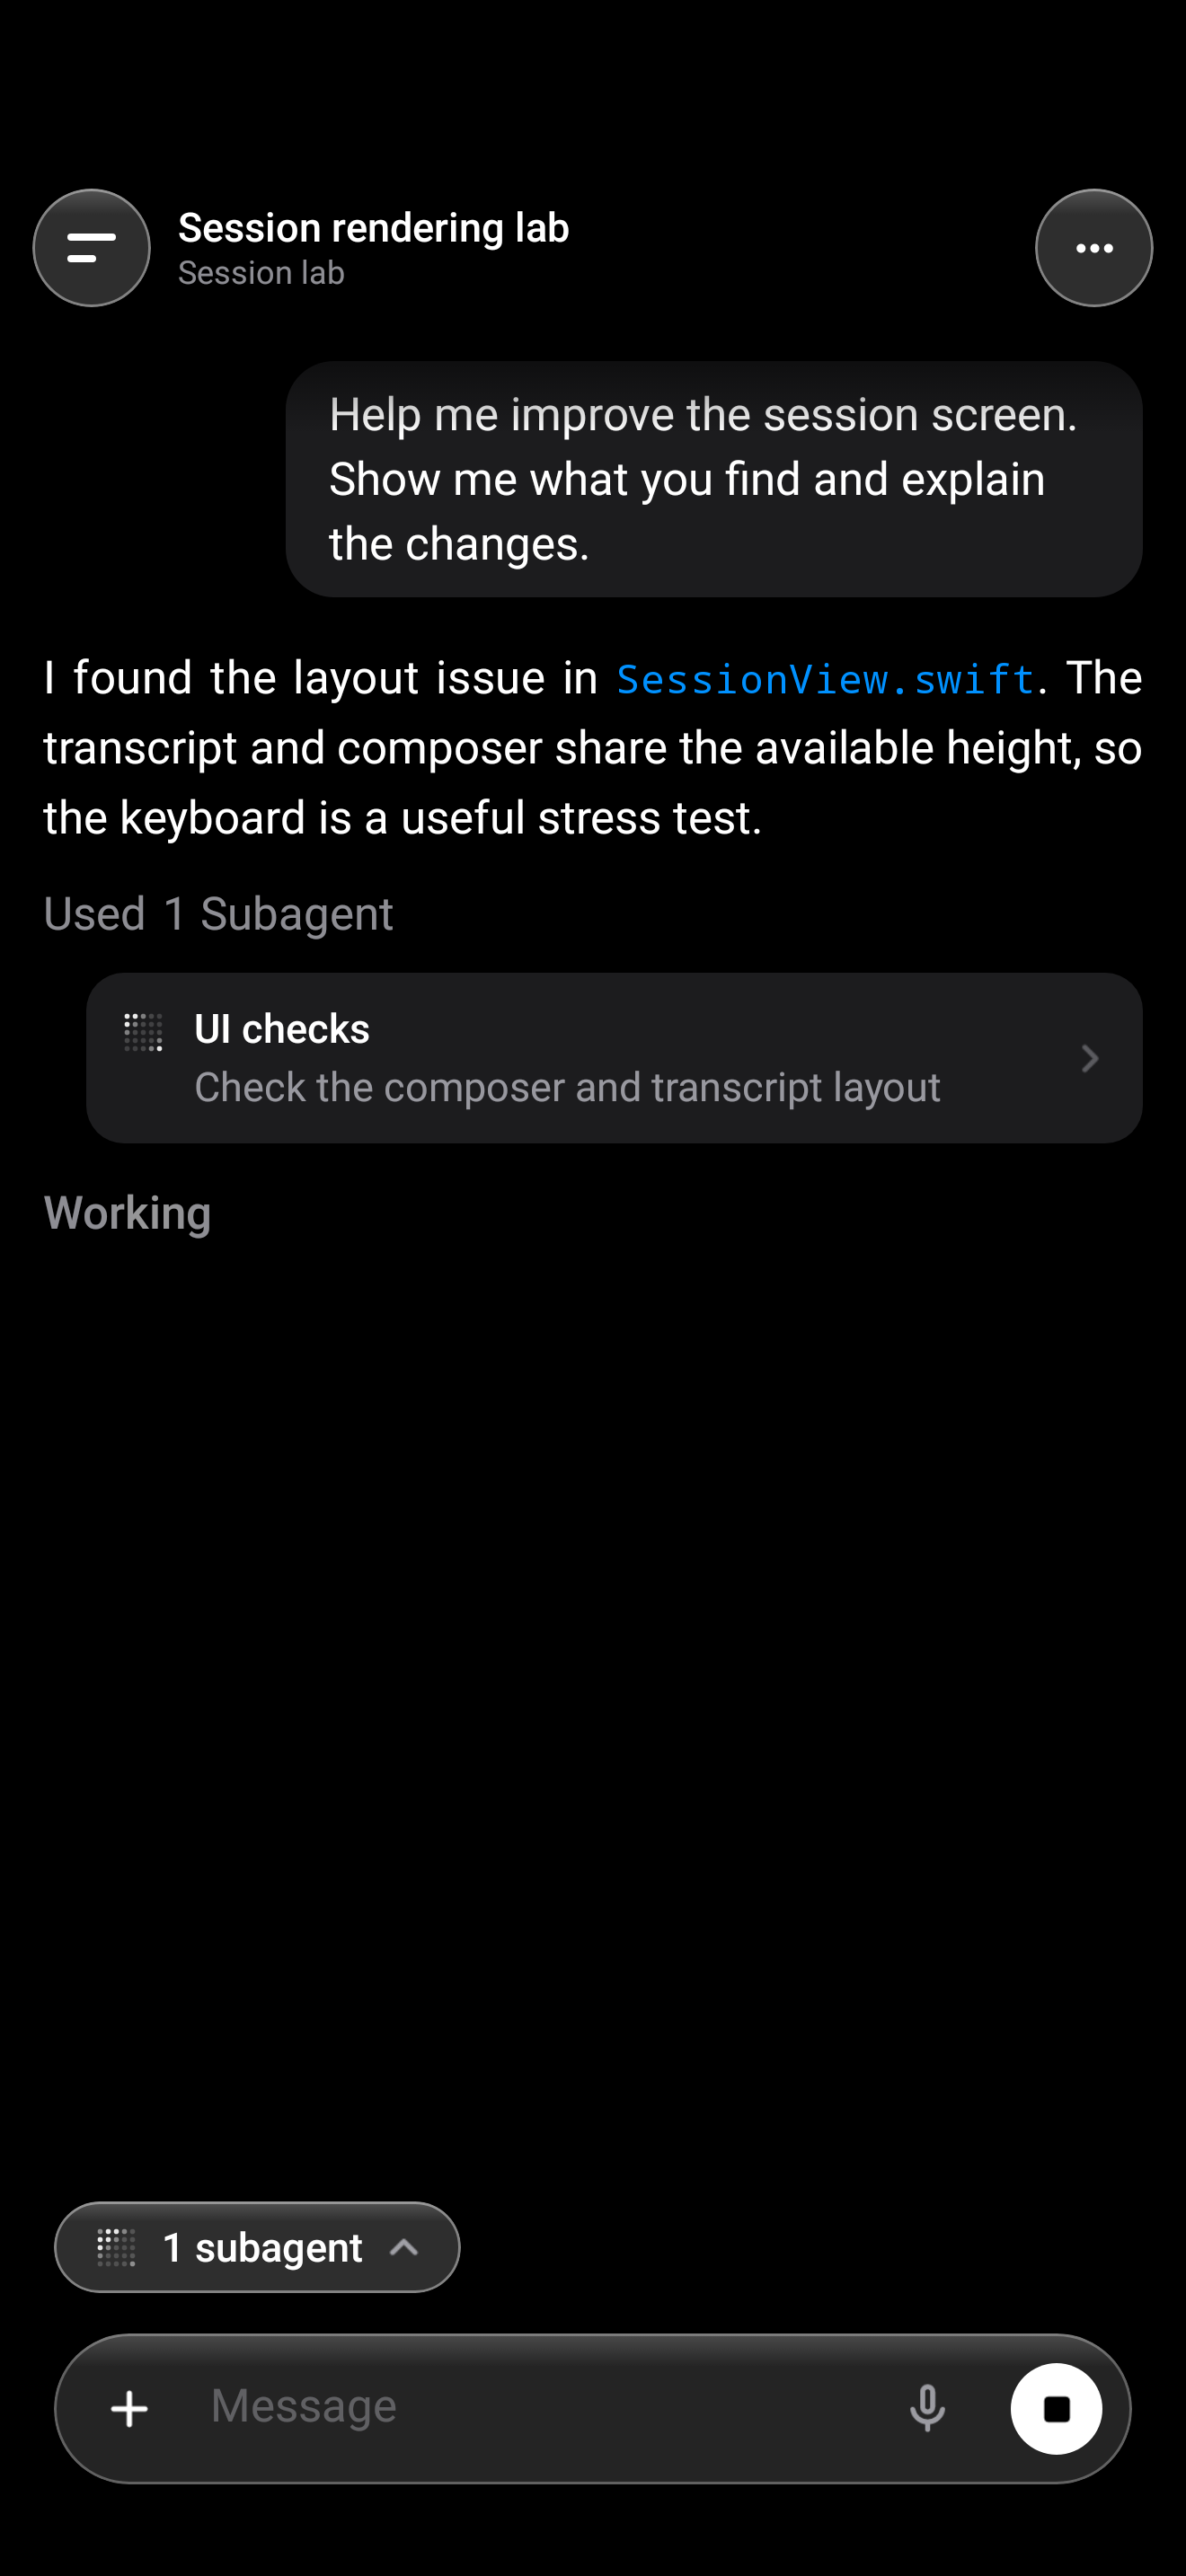 Session rendering lab
Session lab
Help me improve the session screen.
Show me what you find and explain
the changes.
I found the layout issue in SessionView.swift. The
transcript and composer share the available height, so
the keyboard is a useful stress test.
Used 1 Subagent
UI checks
Check the composer and transcript layout
Working
1 subagent
Message